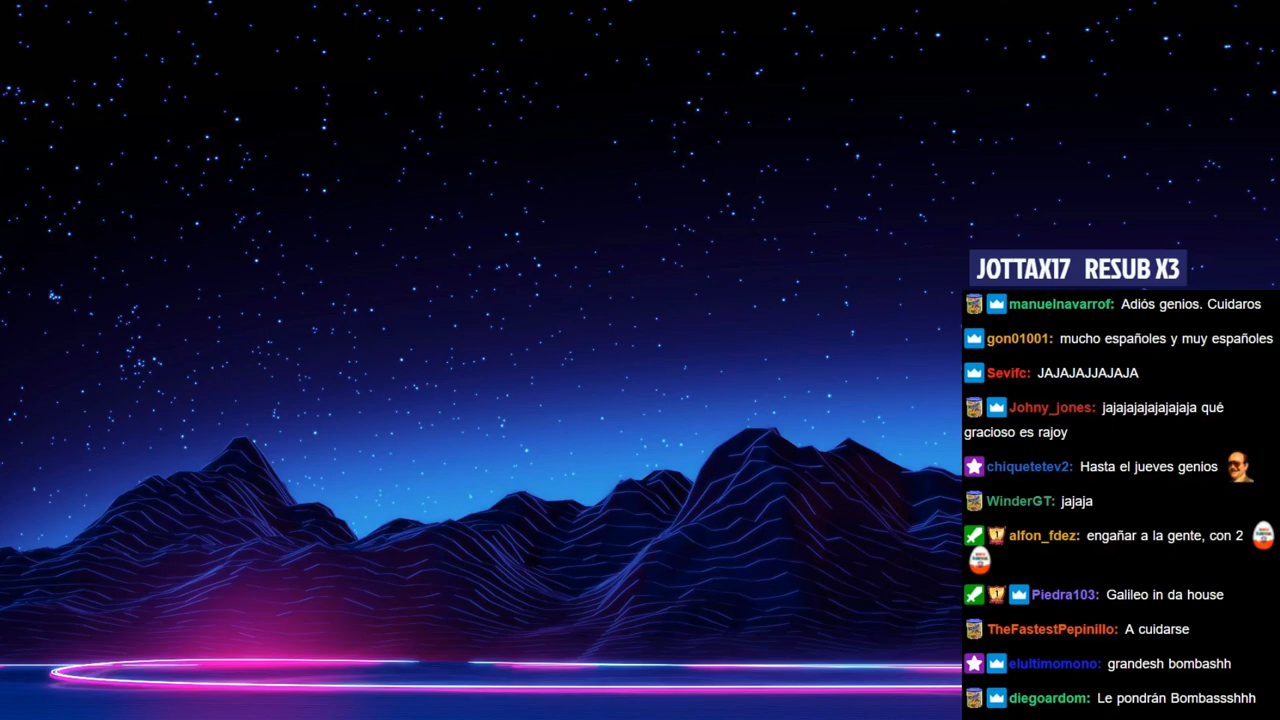 JOTTAX17 RESUB X3
manuelnavarrof: Adiós genios. Cuidaros
gon01001: mucho españoles y muy españoles
Sevifc: JAJAJAJJAJAJA
Johny_jones: jajajajajajajaja qué
gracioso es rajoy
chiquetetev2: Hasta el jueves genios
WinderGT: jajaja
alfon_fdez: engañar a la gente, con 2
Piedra103: Galileo in da house
TheFastestPepinillo: A cuidarse
elultimomono: grandesh bombashh
diegoardom: Le pondrán Bombassshhh